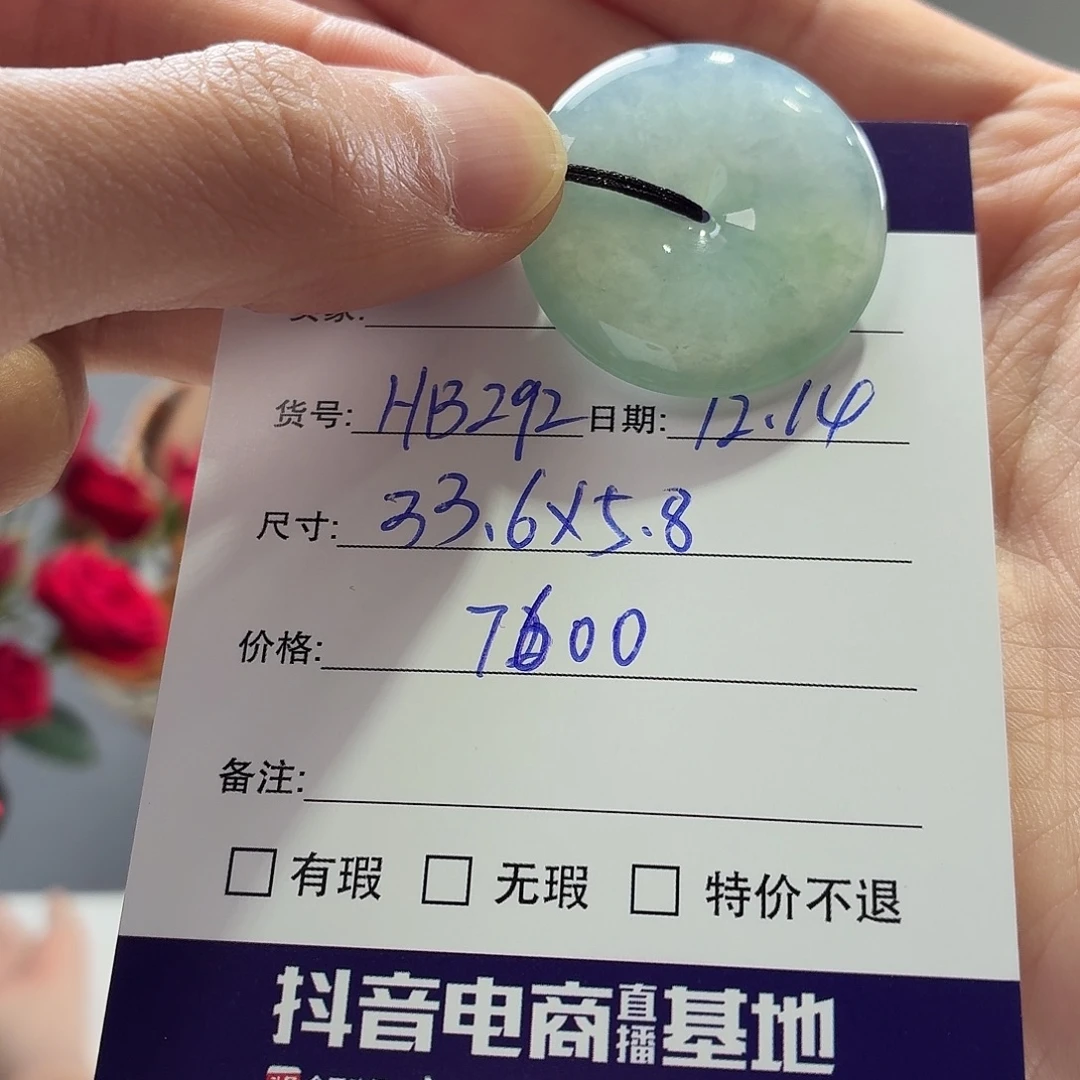 货号: HB292 日期: 12.14
尺寸: 33.6X5.8
价格: 7600
备注:
有瑕 无瑕 特价不退
抖音电商直播基地